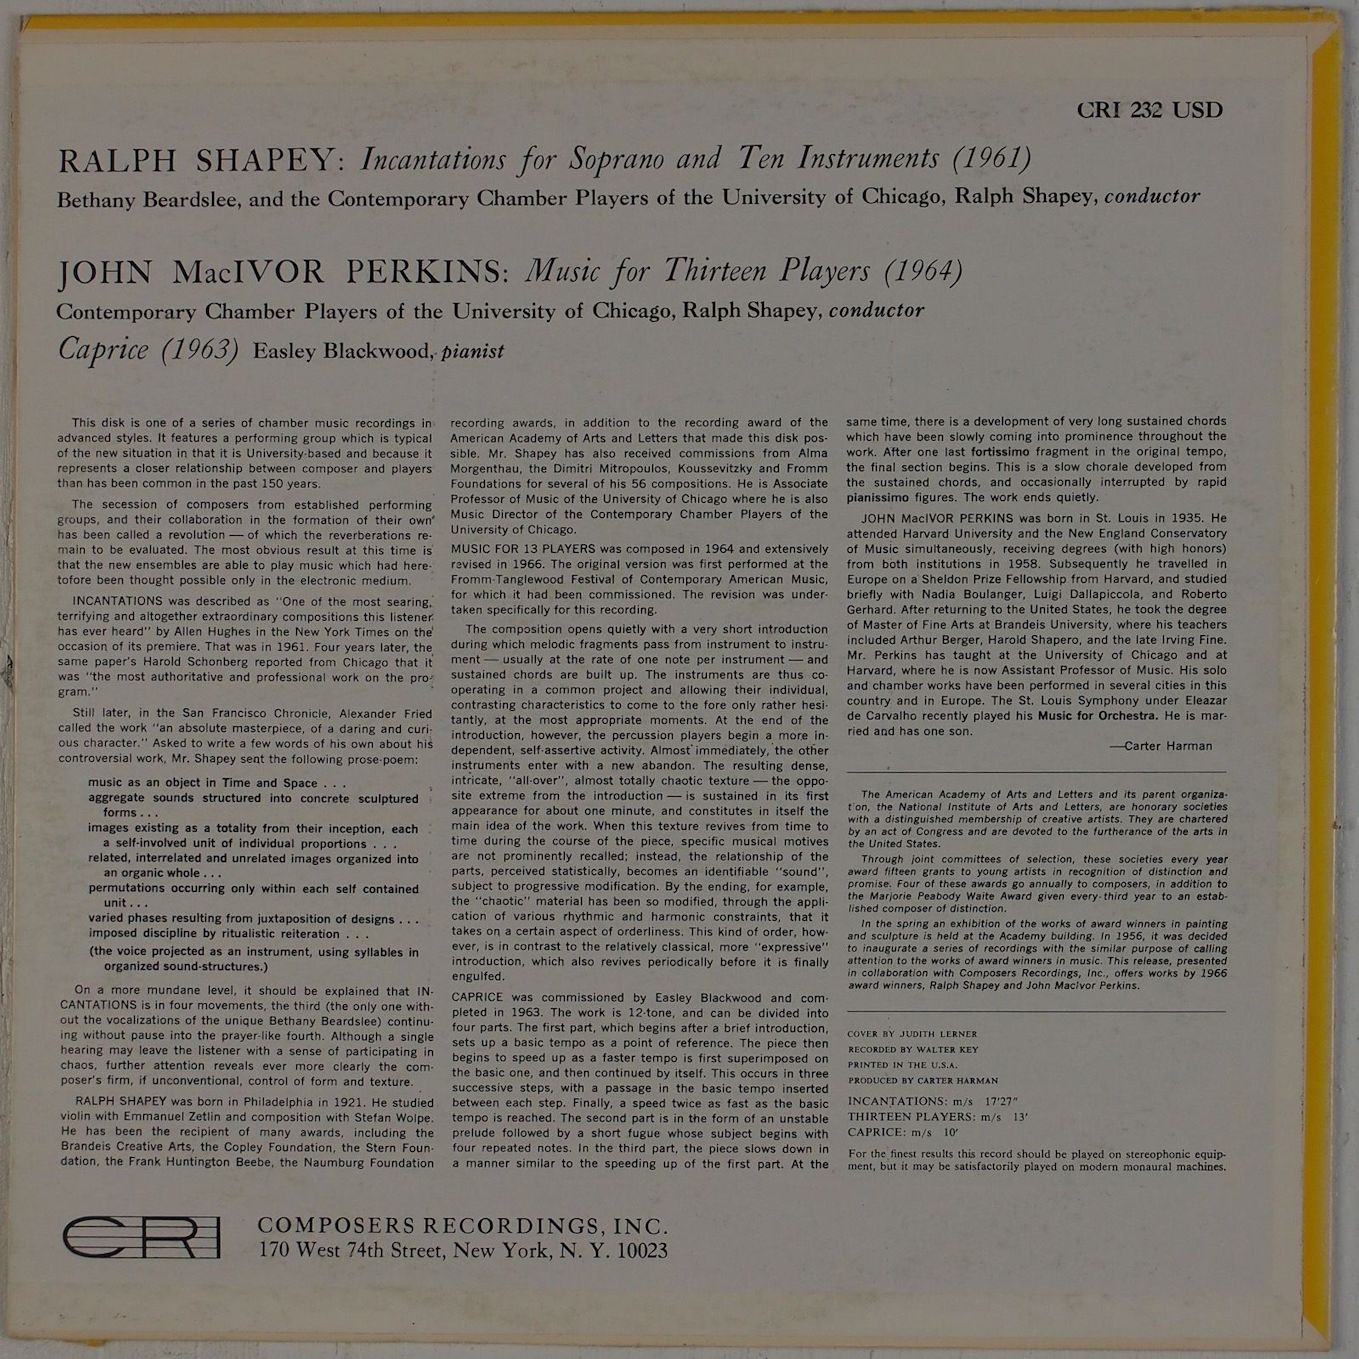 CRI 232 USD
RALPH SHAPEY: Incantations for Soprano and Ten Instruments (1961)
Bethany Beardslee, and the Contemporary Chamber Players of the University of Chicago, Ralph Shapey, conductor
JOHN MacIVOR PERKINS: Music for Thirteen Players (1964)
Contemporary Chamber Players of the University of Chicago, Ralph Shapey, conductor
Caprice (1963) Easley Blackwood, pianist
This disk is one of a series of chamber music recordings in
advanced styles. It features a performing group which is typical
of the new situation in that it is University-based and because it
represents a closer relationship between composer and players
than has been common in the past 150 years.
The secession of composers from established performing
groups, and their collaboration in the formation of their own
has been called a revolution — of which the reverberations re-
main to be evaluated. The most obvious result at this time is
that the new ensembles are able to play music which had here-
tofore been thought possible only in the electronic medium.
INCANTATIONS was described as "One of the most searing,
terrifying and altogether extraordinary compositions this listener
has ever heard" by Allen Hughes in the New York Times on the
occasion of its premiere. That was in 1961. Four years later, the
same paper's Harold Schonberg reported from Chicago that it
was "the most authoritative and professional work on the pro-
gram."
Still later, in the San Francisco Chronicle, Alexander Fried
called the work "an absolute masterpiece, of a daring and curi-
ous character." Asked to write a few words of his own about his
controversial work, Mr. Shapey sent the following prose-poem:
music as an object in Time and Space . . .
aggregate sounds structured into concrete sculptured
forms . . .
images existing as a totality from their inception, each
a self-involved unit of individual proportions . . .
related, interrelated and unrelated images organized into
an organic whole . . .
permutations occurring only within each self contained
unit . . .
varied phases resulting from juxtaposition of designs . . .
imposed discipline by ritualistic reiteration . . .
(the voice projected as an instrument, using syllables in
organized sound-structures.)
On a more mundane level, it should be explained that IN-
CANTATIONS is in four movements, the third (the only one with-
out the vocalizations of the unique Bethany Beardslee) continu-
ing without pause into the prayer-like fourth. Although a single
hearing may leave the listener with a sense of participating in
chaos, further attention reveals ever more clearly the com-
poser's firm, if unconventional, control of form and texture.
RALPH SHAPEY was born in Philadelphia in 1921. He studied
violin with Emmanuel Zetlin and composition with Stefan Wolpe.
He has been the recipient of many awards, including the
Brandeis Creative Arts, the Copley Foundation, the Stern Foun-
dation, the Frank Huntington Beebe, the Naumburg Foundation
recording awards, in addition to the recording award of the
American Academy of Arts and Letters that made this disk pos-
sible. Mr. Shapey has also received commissions from Alma
Morgenthau, the Dimitri Mitropoulos, Koussevitzky and Fromm
Foundations for several of his 56 compositions. He is Associate
Professor of Music of the University of Chicago where he is also
Music Director of the Contemporary Chamber Players of the
University of Chicago.
MUSIC FOR 13 PLAYERS was composed in 1964 and extensively
revised in 1966. The original version was first performed at the
Fromm-Tanglewood Festival of Contemporary American Music,
for which it had been commissioned. The revision was under-
taken specifically for this recording.
The composition opens quietly with a very short introduction
during which melodic fragments pass from instrument to instru-
ment — usually at the rate of one note per instrument — and
sustained chords are built up. The instruments are thus co-
operating in a common project and allowing their individual,
contrasting characteristics to come to the fore only rather hesi-
tantly, at the most appropriate moments. At the end of the
introduction, however, the percussion players begin a more in-
dependent, self-assertive activity. Almost immediately, the other
instruments enter with a new abandon. The resulting dense,
intricate, "all-over", almost totally chaotic texture — the oppo-
site extreme from the introduction — is sustained in its first
appearance for about one minute, and constitutes in itself the
main idea of the work. When this texture revives from time to
time during the course of the piece, specific musical motives
are not prominently recalled; instead, the relationship of the
parts, perceived statistically, becomes an identifiable "sound",
subject to progressive modification. By the ending, for example,
the "chaotic" material has been so modified, through the appli-
cation of various rhythmic and harmonic constraints, that it
takes on a certain aspect of orderliness. This kind of order, how-
ever, is in contrast to the relatively classical, more "expressive"
introduction, which also revives periodically before it is finally
engulfed.
CAPRICE was commissioned by Easley Blackwood and com-
pleted in 1963. The work is 12-tone, and can be divided into
four parts. The first part, which begins after a brief introduction,
sets up a basic tempo as a point of reference. The piece then
begins to speed up as a faster tempo is first superimposed on
the basic one, and then continued by itself. This occurs in three
successive steps, with a passage in the basic tempo inserted
between each step. Finally, a speed twice as fast as the basic
tempo is reached. The second part is in the form of an unstable
prelude followed by a short fugue whose subject begins with
four repeated notes. In the third part, the piece slows down in
a manner similar to the speeding up of the first part. At the
same time, there is a development of very long sustained chords
which have been slowly coming into prominence throughout the
work. After one last fortissimo fragment in the original tempo,
the final section begins. This is a slow chorale developed from
the sustained chords, and occasionally interrupted by rapid
pianissimo figures. The work ends quietly.
JOHN MacIVOR PERKINS was born in St. Louis in 1935. He
attended Harvard University and the New England Conservatory
of Music simultaneously, receiving degrees (with high honors)
from both institutions in 1958. Subsequently he travelled in
Europe on a Sheldon Prize Fellowship from Harvard, and studied
briefly with Nadia Boulanger, Luigi Dallapiccola, and Roberto
Gerhard. After returning to the United States, he took the degree
of Master of Fine Arts at Brandeis University, where his teachers
included Arthur Berger, Harold Shapero, and the late Irving Fine.
Mr. Perkins has taught at the University of Chicago and at
Harvard, where he is now Assistant Professor of Music. His solo
and chamber works have been performed in several cities in this
country and in Europe. The St. Louis Symphony under Eleazar
de Carvalho recently played his Music for Orchestra. He is mar-
ried and has one son.
—Carter Harman
The American Academy of Arts and Letters and its parent organiza-
tion, the National Institute of Arts and Letters, are honorary societies
with a distinguished membership of creative artists. They are chartered
by an act of Congress and are devoted to the furtherance of the arts in
the United States.
Through joint committees of selection, these societies every year
award fifteen grants to young artists in recognition of distinction and
promise. Four of these awards go annually to composers, in addition to
the Marjorie Peabody Waite Award given every third year to an estab-
lished composer of distinction.
In the spring an exhibition of the works of award winners in painting
and sculpture is held at the Academy building. In 1956, it was decided
to inaugurate a series of recordings with the similar purpose of calling
attention to the works of award winners in music. This release, presented
in collaboration with Composers Recordings, Inc., offers works by 1966
award winners, Ralph Shapey and John MacIvor Perkins.
COVER BY JUDITH LERNER
RECORDED BY WALTER KEY
PRINTED IN THE U.S.A.
PRODUCED BY CARTER HARMAN
INCANTATIONS: m/s 17'27"
THIRTEEN PLAYERS: m/s 13'
CAPRICE: m/s 10'
For the finest results this record should be played on stereophonic equip-
ment, but it may be satisfactorily played on modern monaural machines.
CRI
COMPOSERS RECORDINGS, INC.
170 West 74th Street, New York, N. Y. 10023